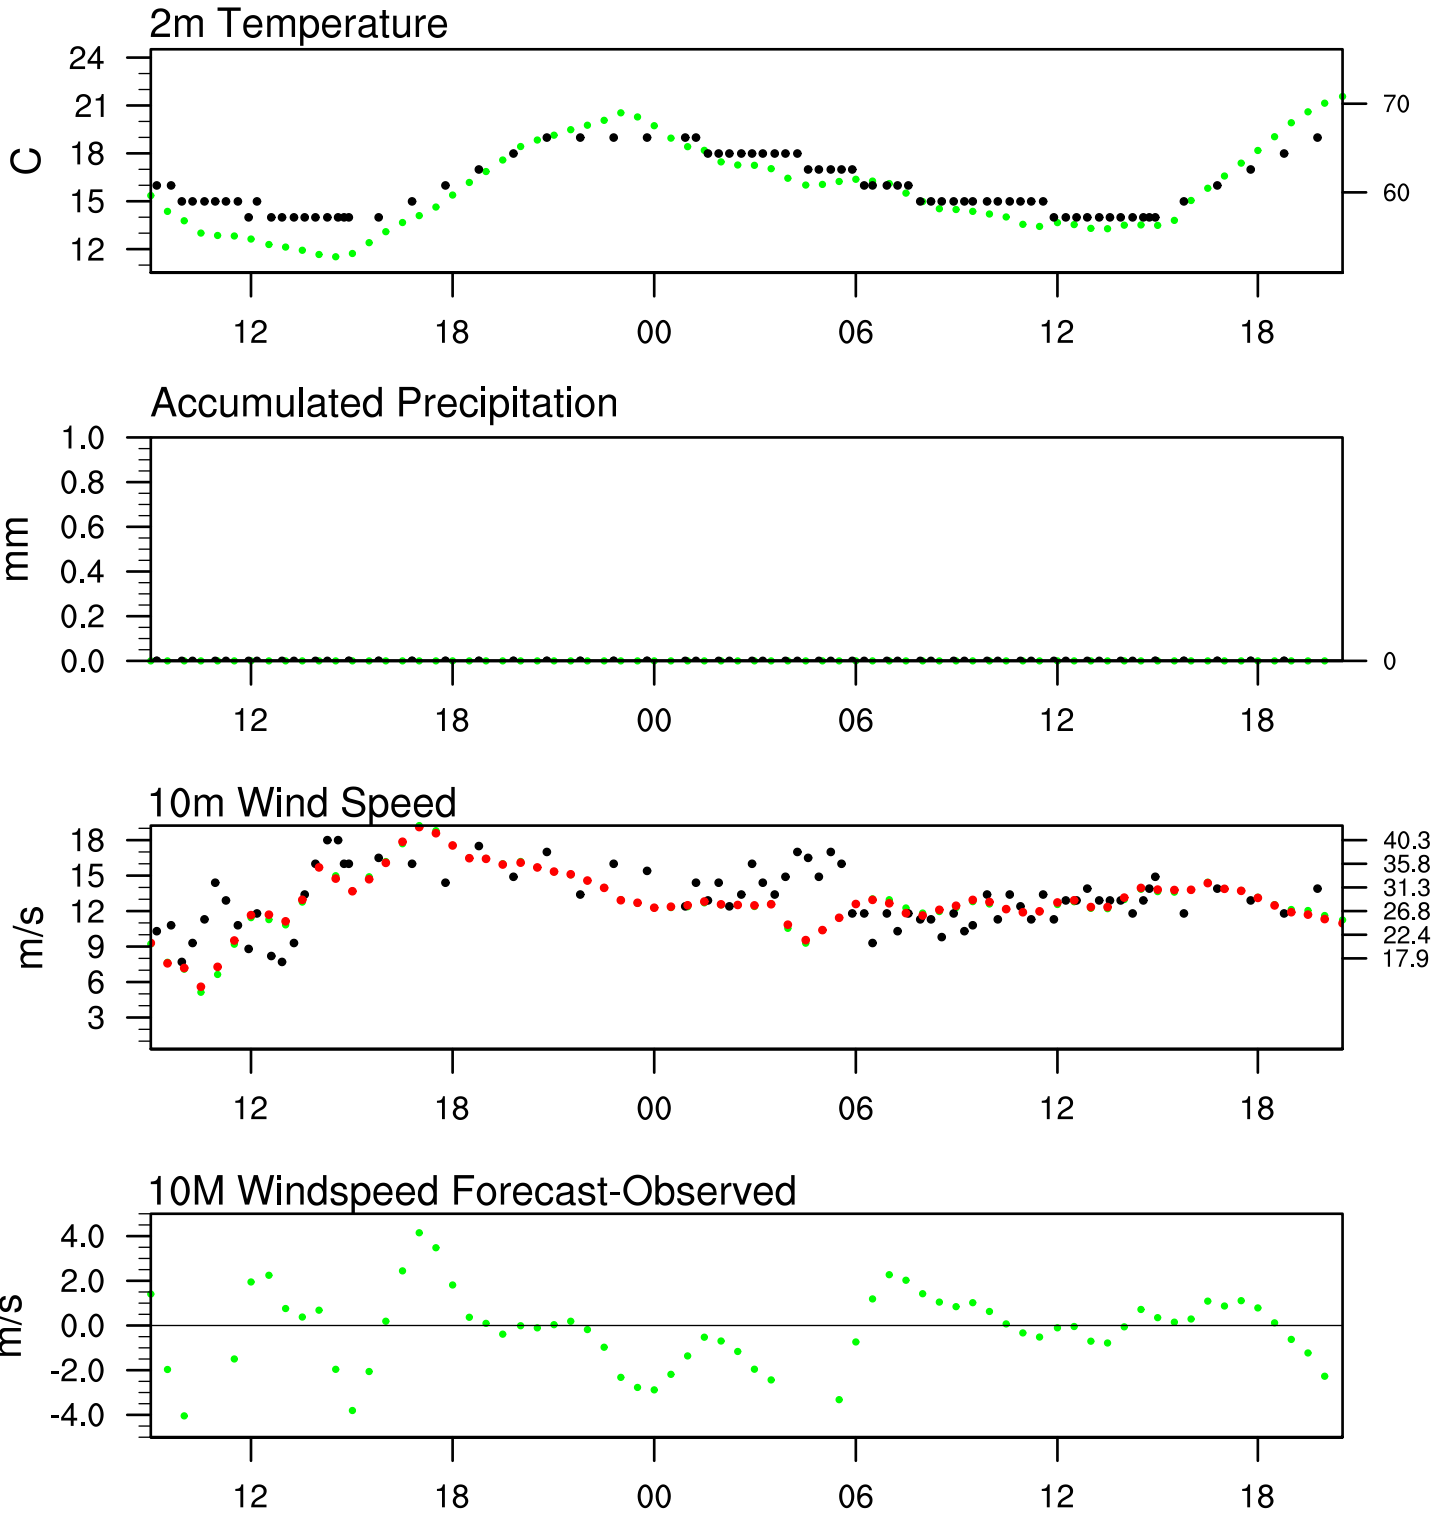 2m Temperature
24
21
18
15
12
C
70
60
12 18 00 06 12 18
Accumulated Precipitation
1.0
0.8
0.6
0.4
0.2
0.0
mm
0
12 18 00 06 12 18
10m Wind Speed
18
15
12
9
6
3
m/s
40.3
35.8
31.3
26.8
22.4
17.9
12 18 00 06 12 18
10M Windspeed Forecast-Observed
4.0
2.0
0.0
-2.0
-4.0
m/s
12 18 00 06 12 18